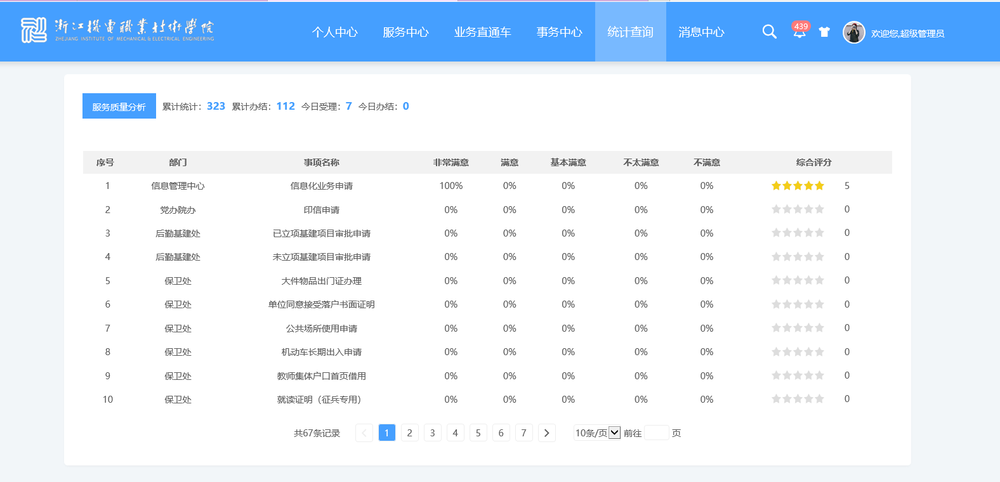 浙江機電職業技術學院
ZHEJIANG INSTITUTE OF MECHANICAL & ELECTRICAL ENGINEERING
个人中心 服务中心 业务直通车 事务中心 统计查询 消息中心 439 欢迎您,超级管理员
服务质量分析 累计统计: 323 累计办结: 112 今日受理: 7 今日办结: 0
序号 部门 事项名称 非常满意 满意 基本满意 不太满意 不满意 综合评分
1 信息管理中心 信息化业务申请 100% 0% 0% 0% 0% 5
2 党办院办 印信申请 0% 0% 0% 0% 0% 0
3 后勤基建处 已立项基建项目审批申请 0% 0% 0% 0% 0% 0
4 后勤基建处 未立项基建项目审批申请 0% 0% 0% 0% 0% 0
5 保卫处 大件物品出门证办理 0% 0% 0% 0% 0% 0
6 保卫处 单位同意接受落户书面证明 0% 0% 0% 0% 0% 0
7 保卫处 公共场所使用申请 0% 0% 0% 0% 0% 0
8 保卫处 机动车长期出入申请 0% 0% 0% 0% 0% 0
9 保卫处 教师集体户口首页借用 0% 0% 0% 0% 0% 0
10 保卫处 就读证明（征兵专用） 0% 0% 0% 0% 0% 0
共67条记录 1 2 3 4 5 6 7 10条/页 前往 页